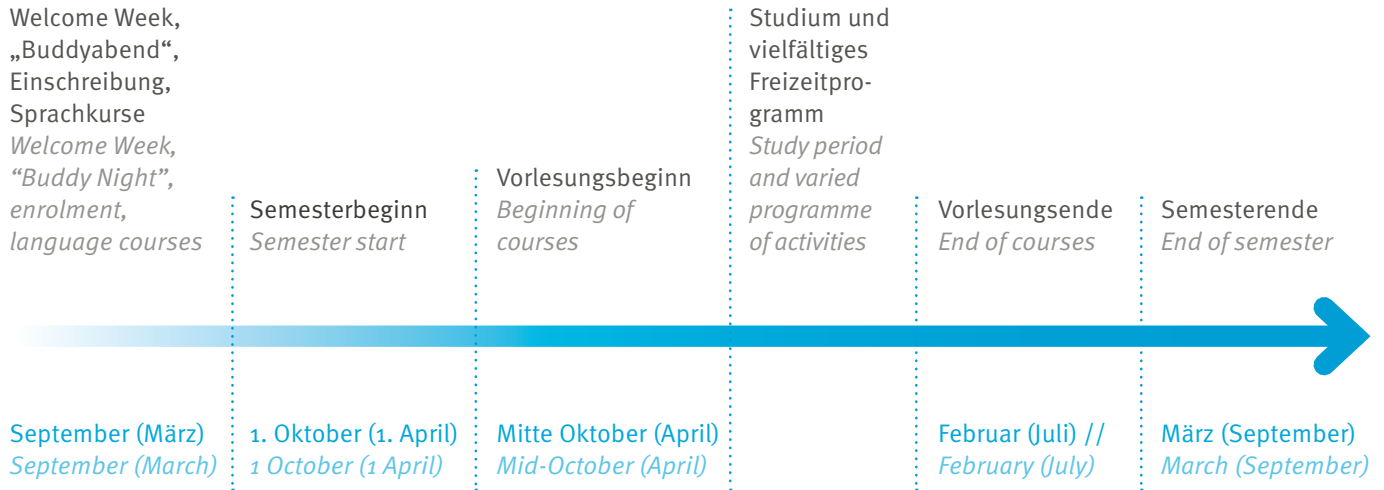 Welcome Week,
„Buddyabend“,
Einschreibung,
Sprachkurse
Welcome Week,
“Buddy Night”,
enrolment,
language courses
Semesterbeginn
Semester start
Vorlesungsbeginn
Beginning of
courses
Studium und
vielfältiges
Freizeitpro-
gramm
Study period
and varied
programme
of activities
Vorlesungsende
End of courses
Semesterende
End of semester
September (März)
September (March)
1. Oktober (1. April)
1 October (1 April)
Mitte Oktober (April)
Mid-October (April)
Februar (Juli) //
February (July)
März (September)
March (September)